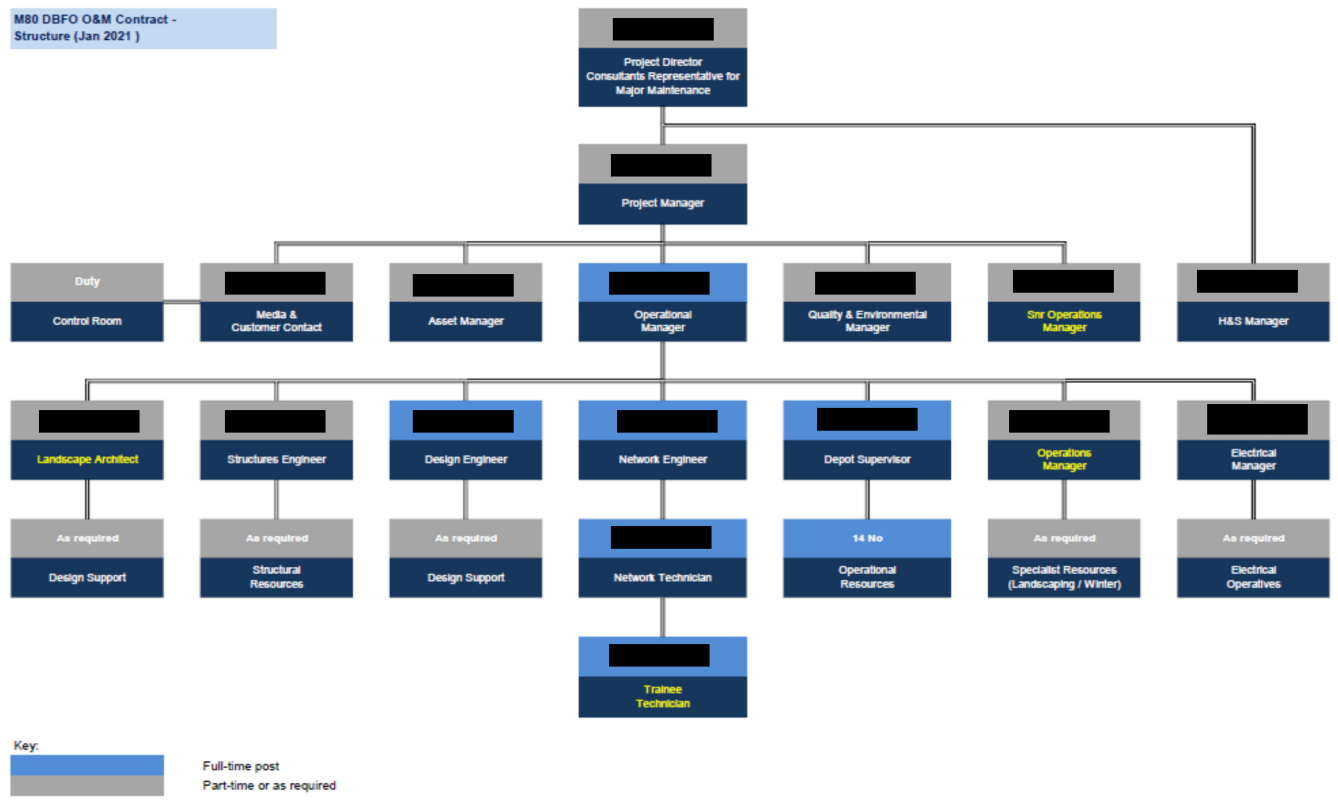 M80 DBFO O&M Contract -
Structure (Jan 2021 )
Project Director
Consultants Representative for
Major Maintenance
Project Manager
Duty
Control Room
Media &
Customer Contact
Asset Manager
Operational
Manager
Quality & Environmental
Manager
Snr Operations
Manager
H&S Manager
Landscape Architect
Structures Engineer
Design Engineer
Network Engineer
Depot Supervisor
Operations
Manager
Electrical
Manager
As required
Design Support
As required
Structural
Resources
As required
Design Support
Network Technician
14 No
Operational
Resources
As required
Specialist Resources
(Landscaping / Winter)
As required
Electrical
Operatives
Trainee
Technician
Key:
Full-time post
Part-time or as required